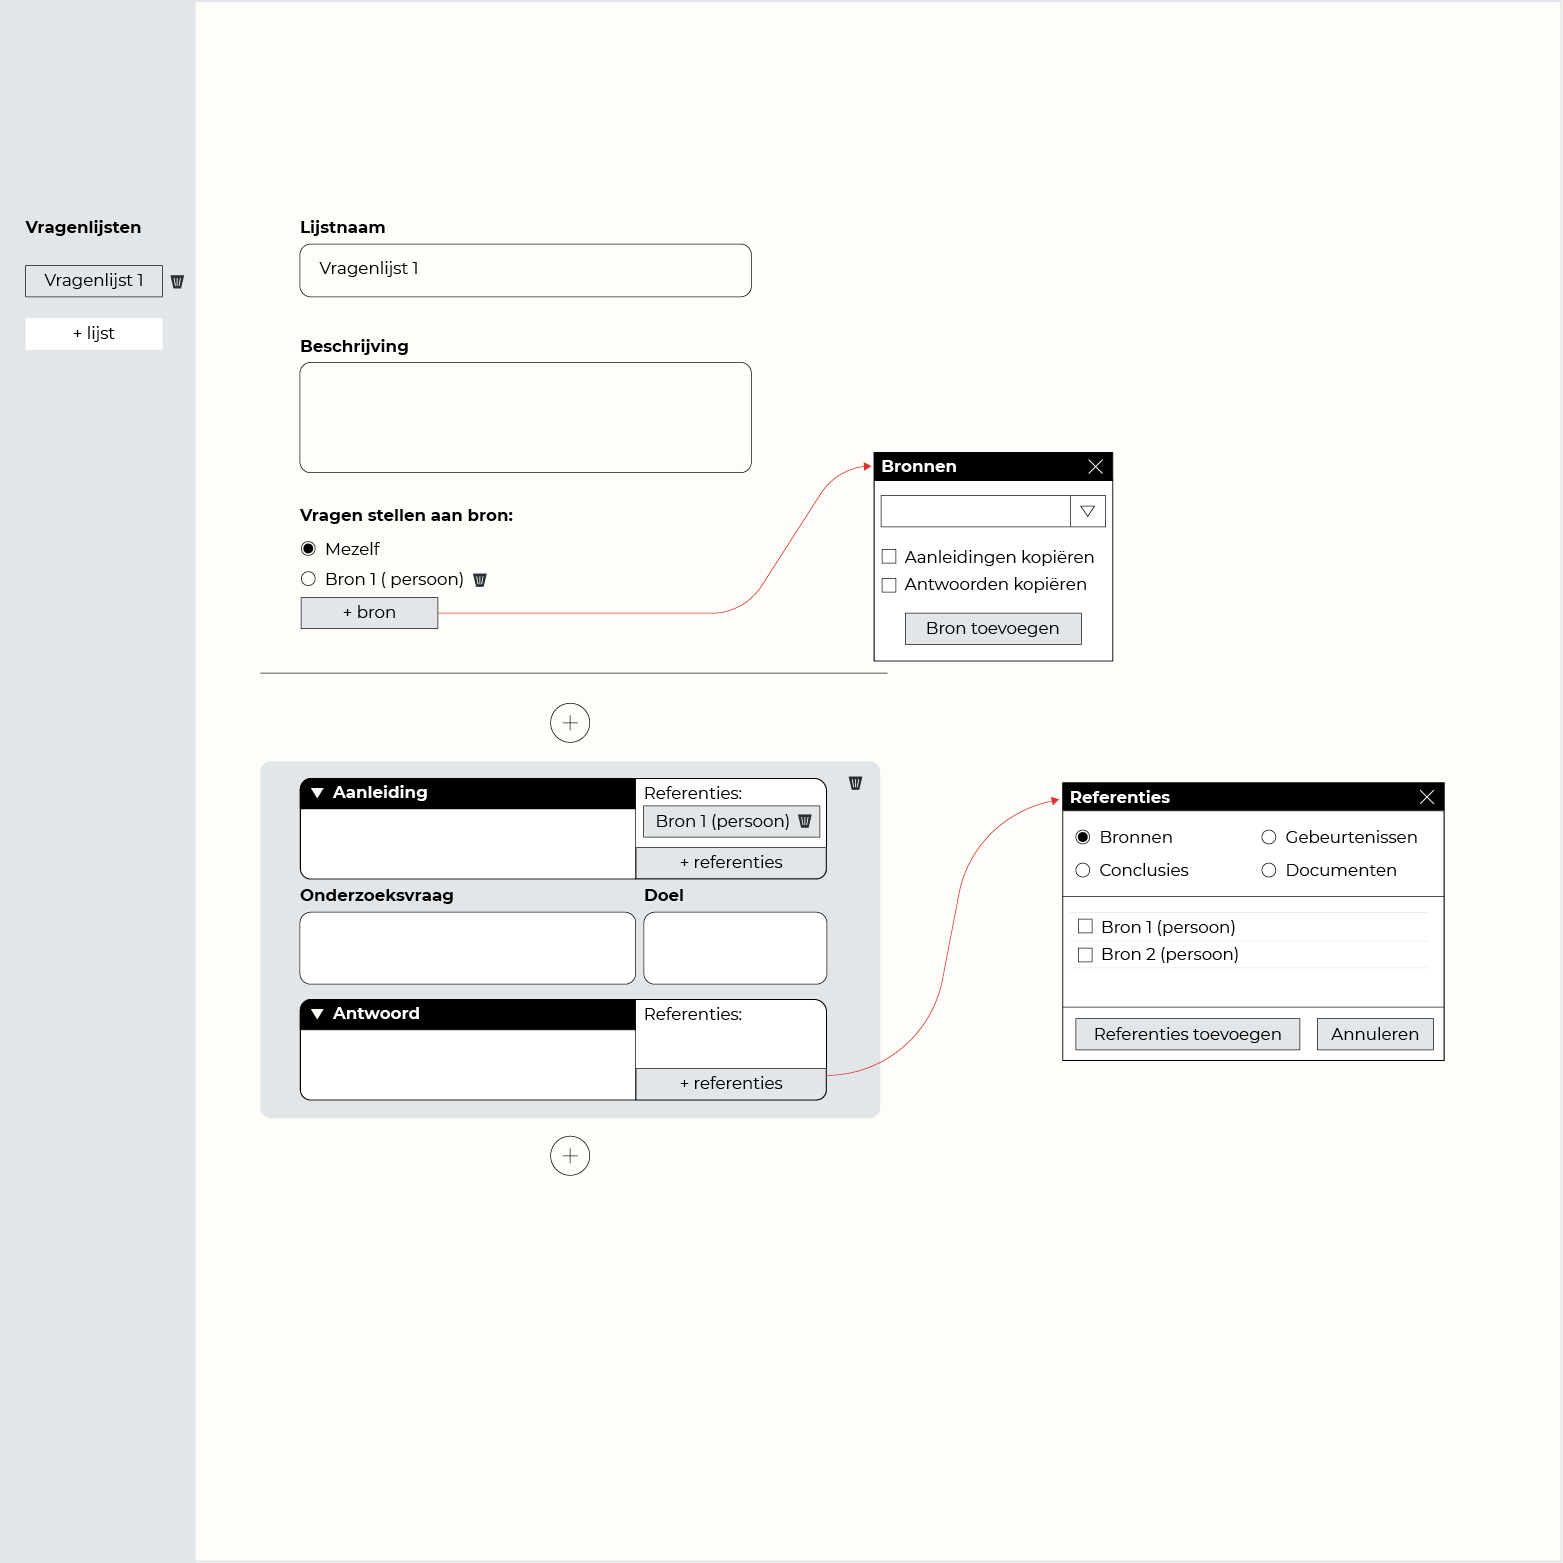 Vragenlijsten
Vragenlijst 1
+ lijst
Lijstnaam
Vragenlijst 1
Beschrijving
Vragen stellen aan bron:
Mezelf
Bron 1 ( persoon)
+ bron
Bronnen
Aanleidingen kopiëren
Antwoorden kopiëren
Bron toevoegen
Aanleiding
Referenties:
Bron 1 (persoon)
+ referenties
Onderzoeksvraag
Doel
Antwoord
Referenties:
+ referenties
Referenties
Bronnen
Gebeurtenissen
Conclusies
Documenten
Bron 1 (persoon)
Bron 2 (persoon)
Referenties toevoegen
Annuleren